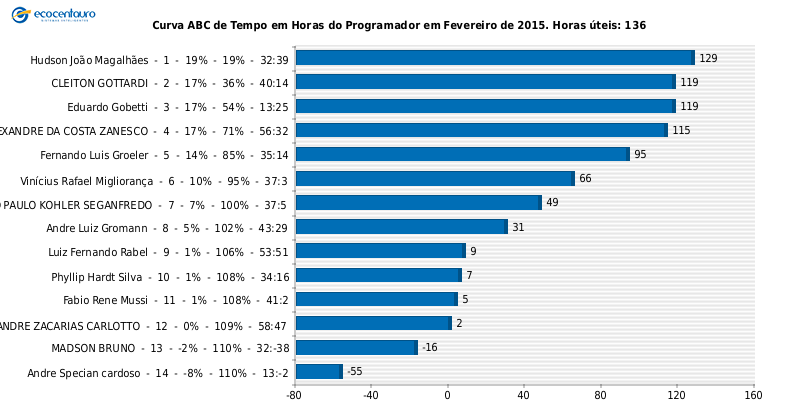 ecocentauro
Curva ABC de Tempo em Horas do Programador em Fevereiro de 2015. Horas úteis: 136
Hudson João Magalhães - 1 - 19% - 19% - 32:39 129
CLEITON GOTTARDI - 2 - 17% - 36% - 40:14 119
Eduardo Gobetti - 3 - 17% - 54% - 13:25 119
EXANDRE DA COSTA ZANESCO - 4 - 17% - 71% - 56:32 115
Fernando Luis Groeler - 5 - 14% - 85% - 35:14 95
Vinícius Rafael Migliorança - 6 - 10% - 95% - 37:3 66
PAULO KOHLER SEGANFREDO - 7 - 7% - 100% - 37:5 49
Andre Luiz Gromann - 8 - 5% - 102% - 43:29 31
Luiz Fernando Rabel - 9 - 1% - 106% - 53:51 9
Phyllip Hardt Silva - 10 - 1% - 108% - 34:16 7
Fabio Rene Mussi - 11 - 1% - 108% - 41:2 5
ANDRE ZACARIAS CARLOTTO - 12 - 0% - 109% - 58:47 2
MADSON BRUNO - 13 - -2% - 110% - 32:-38 -16
Andre Specian cardoso - 14 - -8% - 110% - 13:-2 -55
-80 -40 0 40 80 120 160